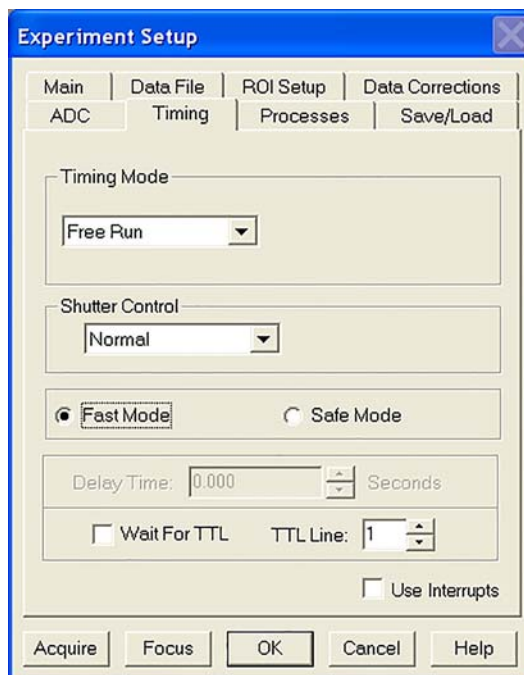 Experiment Setup
Main Data File ROI Setup Data Corrections
ADC Timing Processes Save/Load
Timing Mode
Free Run
Shutter Control
Normal
Fast Mode Safe Mode
Delay Time: 0.000 Seconds
Wait For TTL TTL Line: 1
Use Interrupts
Acquire Focus OK Cancel Help